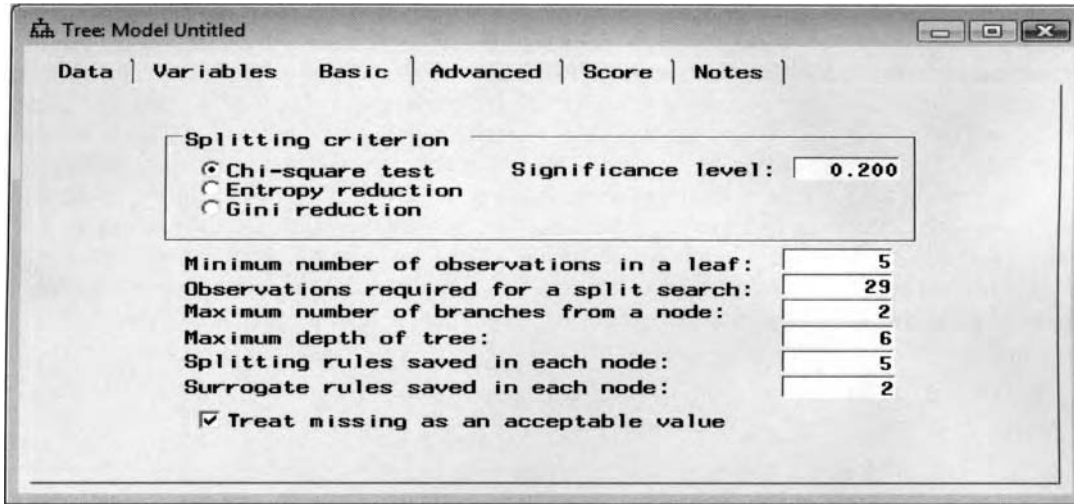 Tree: Model Untitled
Data Variables Basic Advanced Score Notes
Splitting criterion
Chi-square test Significance level: 0.200
Entropy reduction
Gini reduction
Minimum number of observations in a leaf: 5
Observations required for a split search: 29
Maximum number of branches from a node: 2
Maximum depth of tree: 6
Splitting rules saved in each node: 5
Surrogate rules saved in each node: 2
Treat missing as an acceptable value